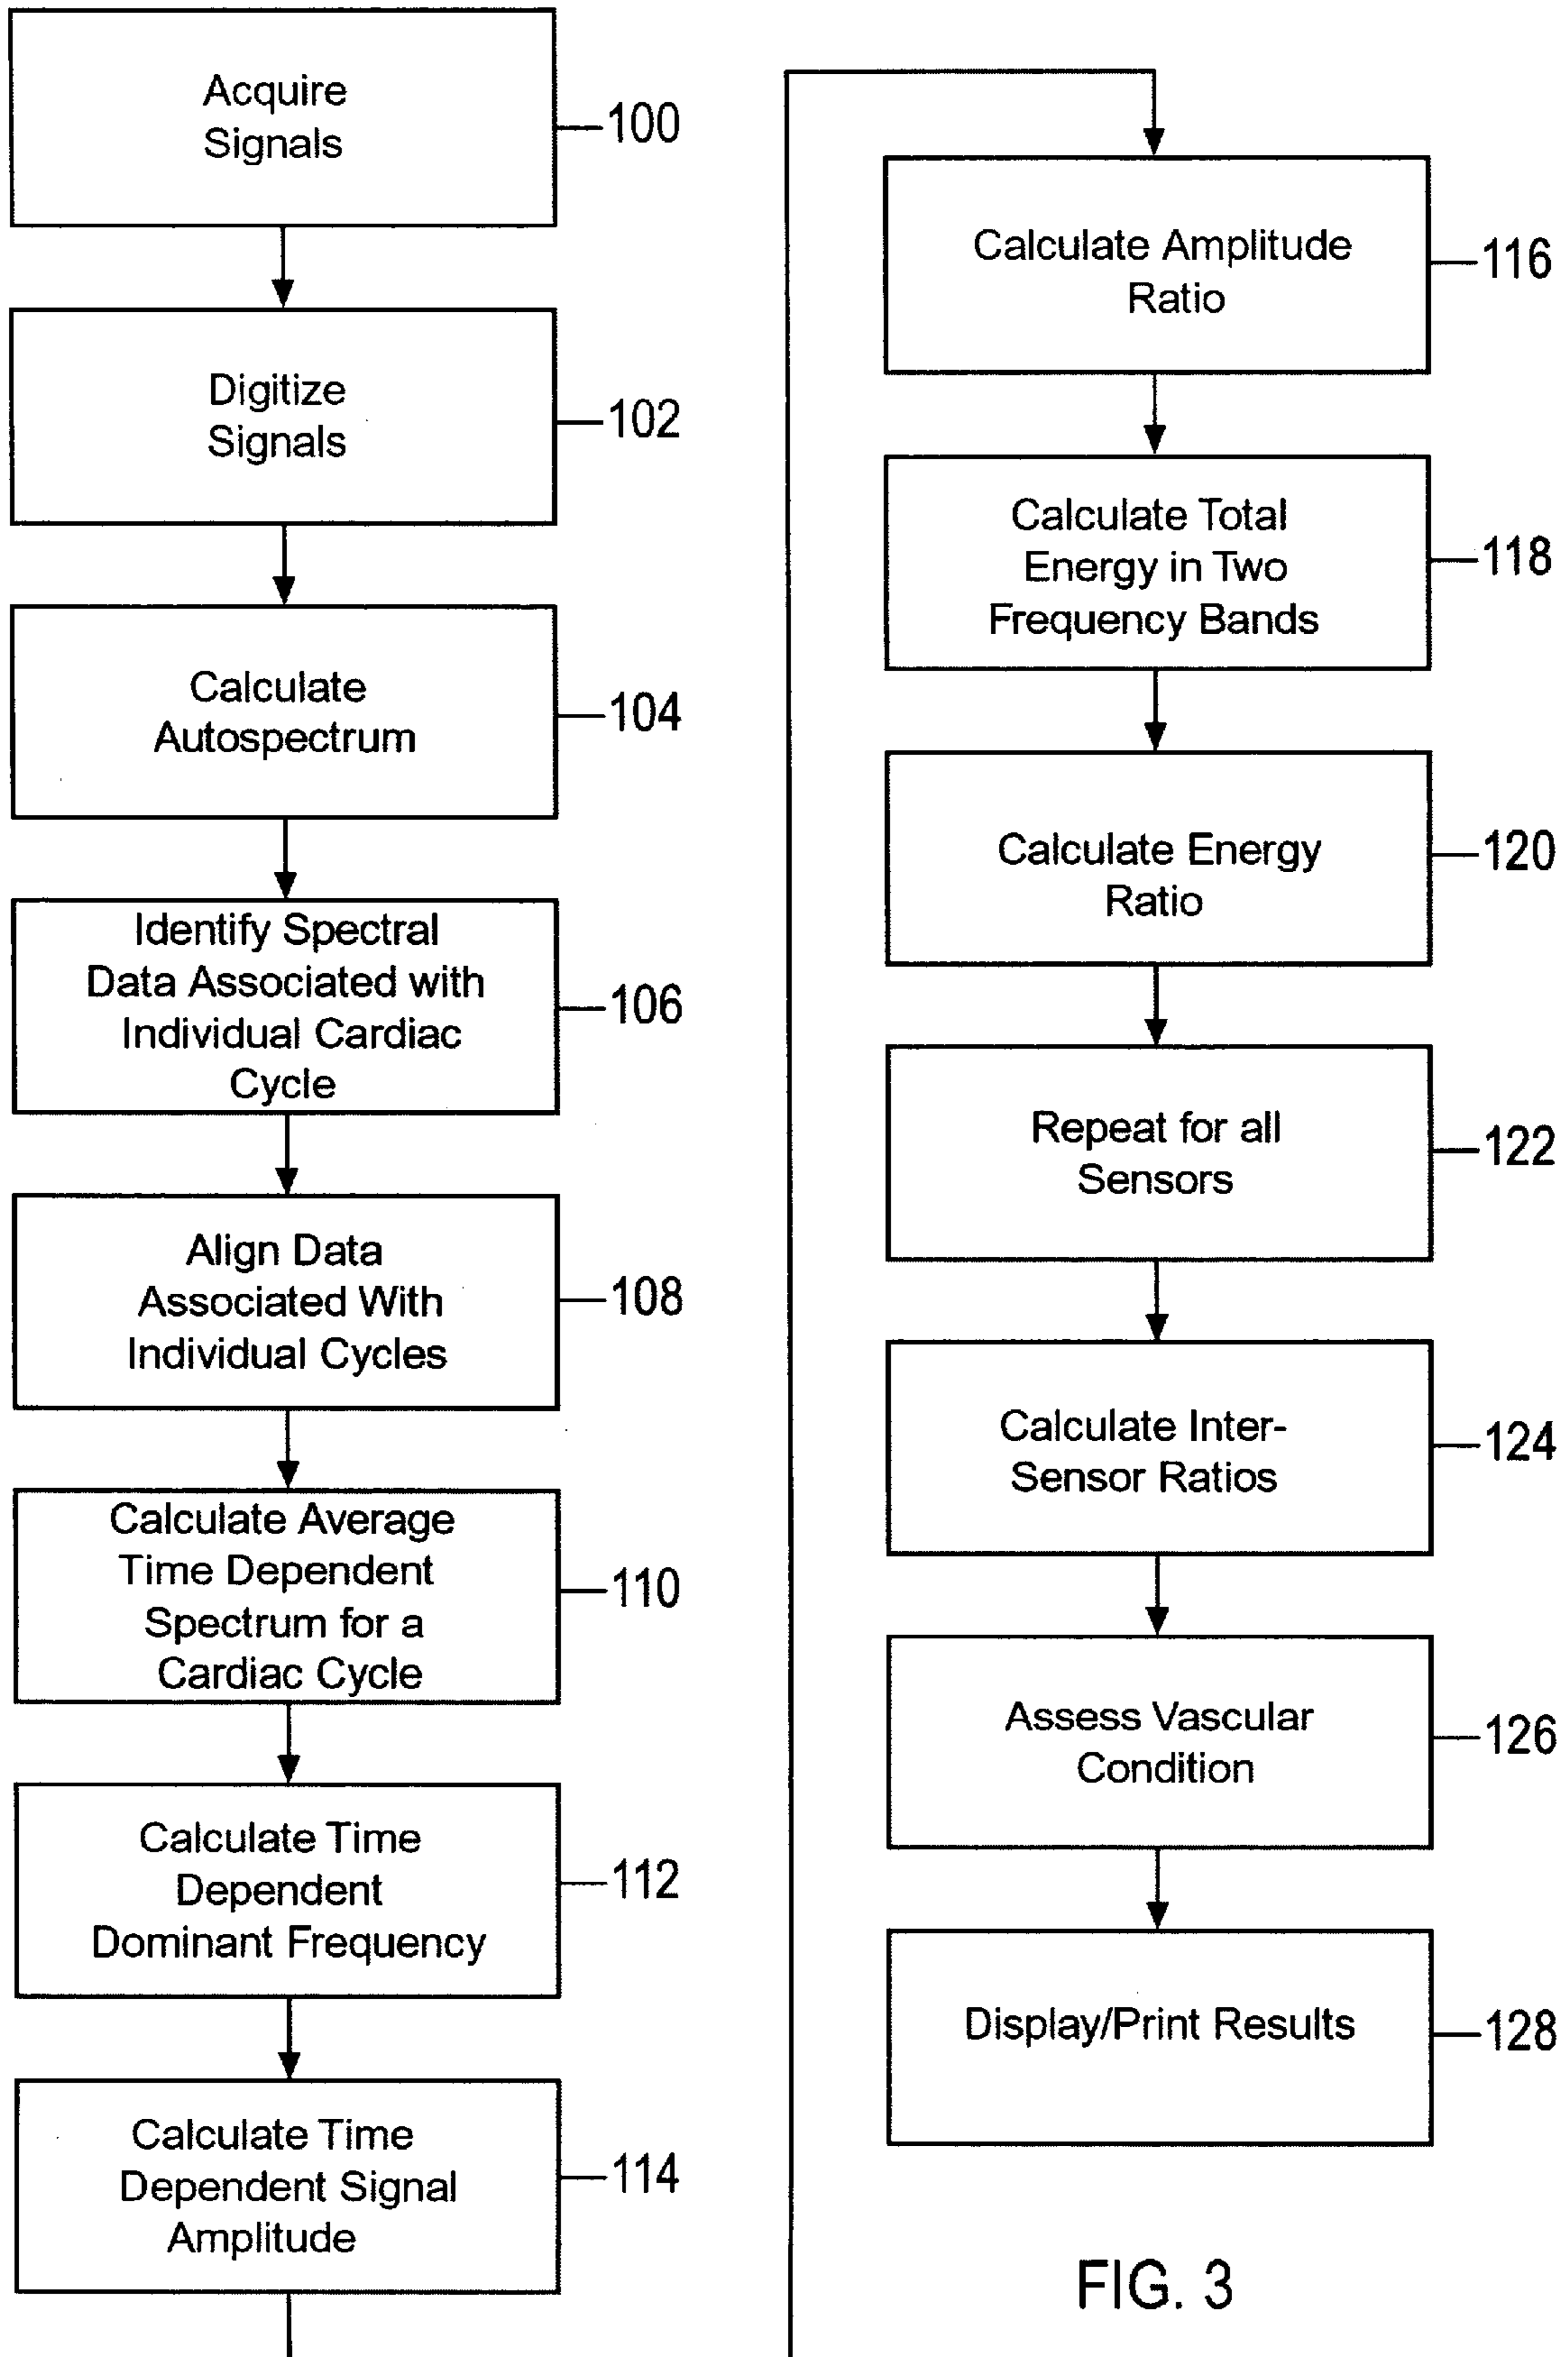 Acquire
Signals
100
Digitize
Signals
102
Calculate
Autospectrum
104
Identify Spectral
Data Associated with
Individual Cardiac
Cycle
106
Align Data
Associated With
Individual Cycles
108
Calculate Average
Time Dependent
Spectrum for a
Cardiac Cycle
110
Calculate Time
Dependent
Dominant Frequency
112
Calculate Time
Dependent Signal
Amplitude
114
Calculate Amplitude
Ratio
116
Calculate Total
Energy in Two
Frequency Bands
118
Calculate Energy
Ratio
120
Repeat for all
Sensors
122
Calculate Inter-
Sensor Ratios
124
Assess Vascular
Condition
126
Display/Print Results
128
FIG. 3